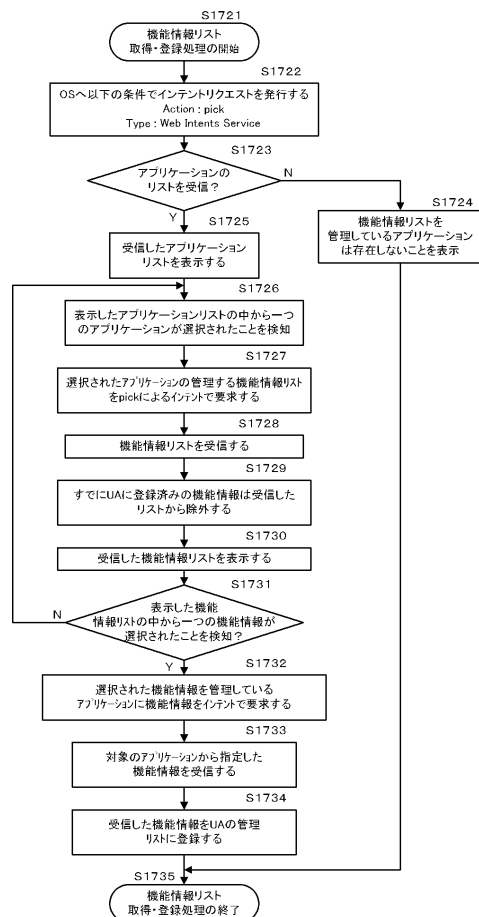 S1721
機能情報リスト
取得・登録処理の開始
S1722
OSへ以下の条件でインテントリクエストを発行する
Action : pick
Type : Web Intents Service
S1723
アプリケーションの
リストを受信?
N
Y
S1724
機能情報リストを
管理しているアプリケーション
は存在しないことを表示
S1725
受信したアプリケーション
リストを表示する
S1726
表示したアプリケーションリストの中から一つ
のアプリケーションが選択されたことを検知
S1727
選択されたアプリケーションの管理する機能情報リスト
をpickによるインテントで要求する
S1728
機能情報リストを受信する
S1729
すでにUAに登録済みの機能情報は受信した
リストから除外する
S1730
受信した機能情報リストを表示する
S1731
N
表示した機能
情報リストの中から一つの機能情報が
選択されたことを検知?
Y
S1732
選択された機能情報を管理している
アプリケーションに機能情報をインテントで要求する
S1733
対象のアプリケーションから指定した
機能情報を受信する
S1734
受信した機能情報をUAの管理
リストに登録する
S1735
機能情報リスト
取得・登録処理の終了